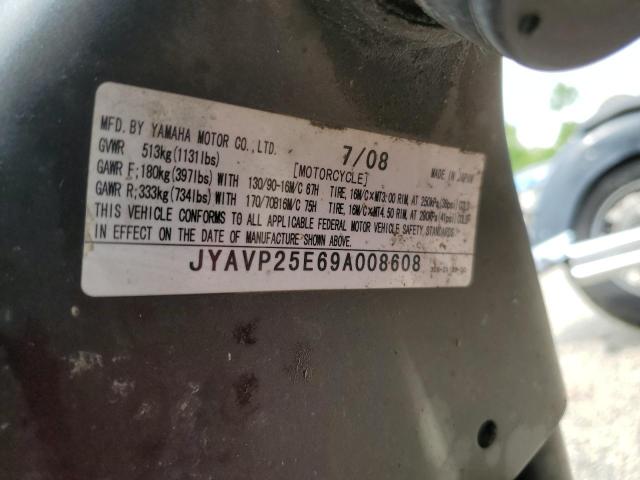 MFD. BY YAMAHA MOTOR CO.,LTD. 7/08 MADE IN JAPAN
GVWR 513kg(1131lbs) [MOTORCYCLE]
GAWR F:180kg(397lbs) WITH 130/90-16M/C 67H TIRE, 16M/C×MT3.00 RIM, AT 250kPa(36psi) COLD
GAWR R:333kg(734lbs) WITH 170/70B16M/C 75H TIRE, 16M/C×MT4.50 RIM, AT 280kPa(41psi) COLD
THIS VEHICLE CONFORMS TO ALL APPLICABLE FEDERAL MOTOR VEHICLE SAFETY STANDARDS
IN EFFECT ON THE DATE OF MANUFACTURE SHOWN ABOVE.
JYAVP25E69A008608